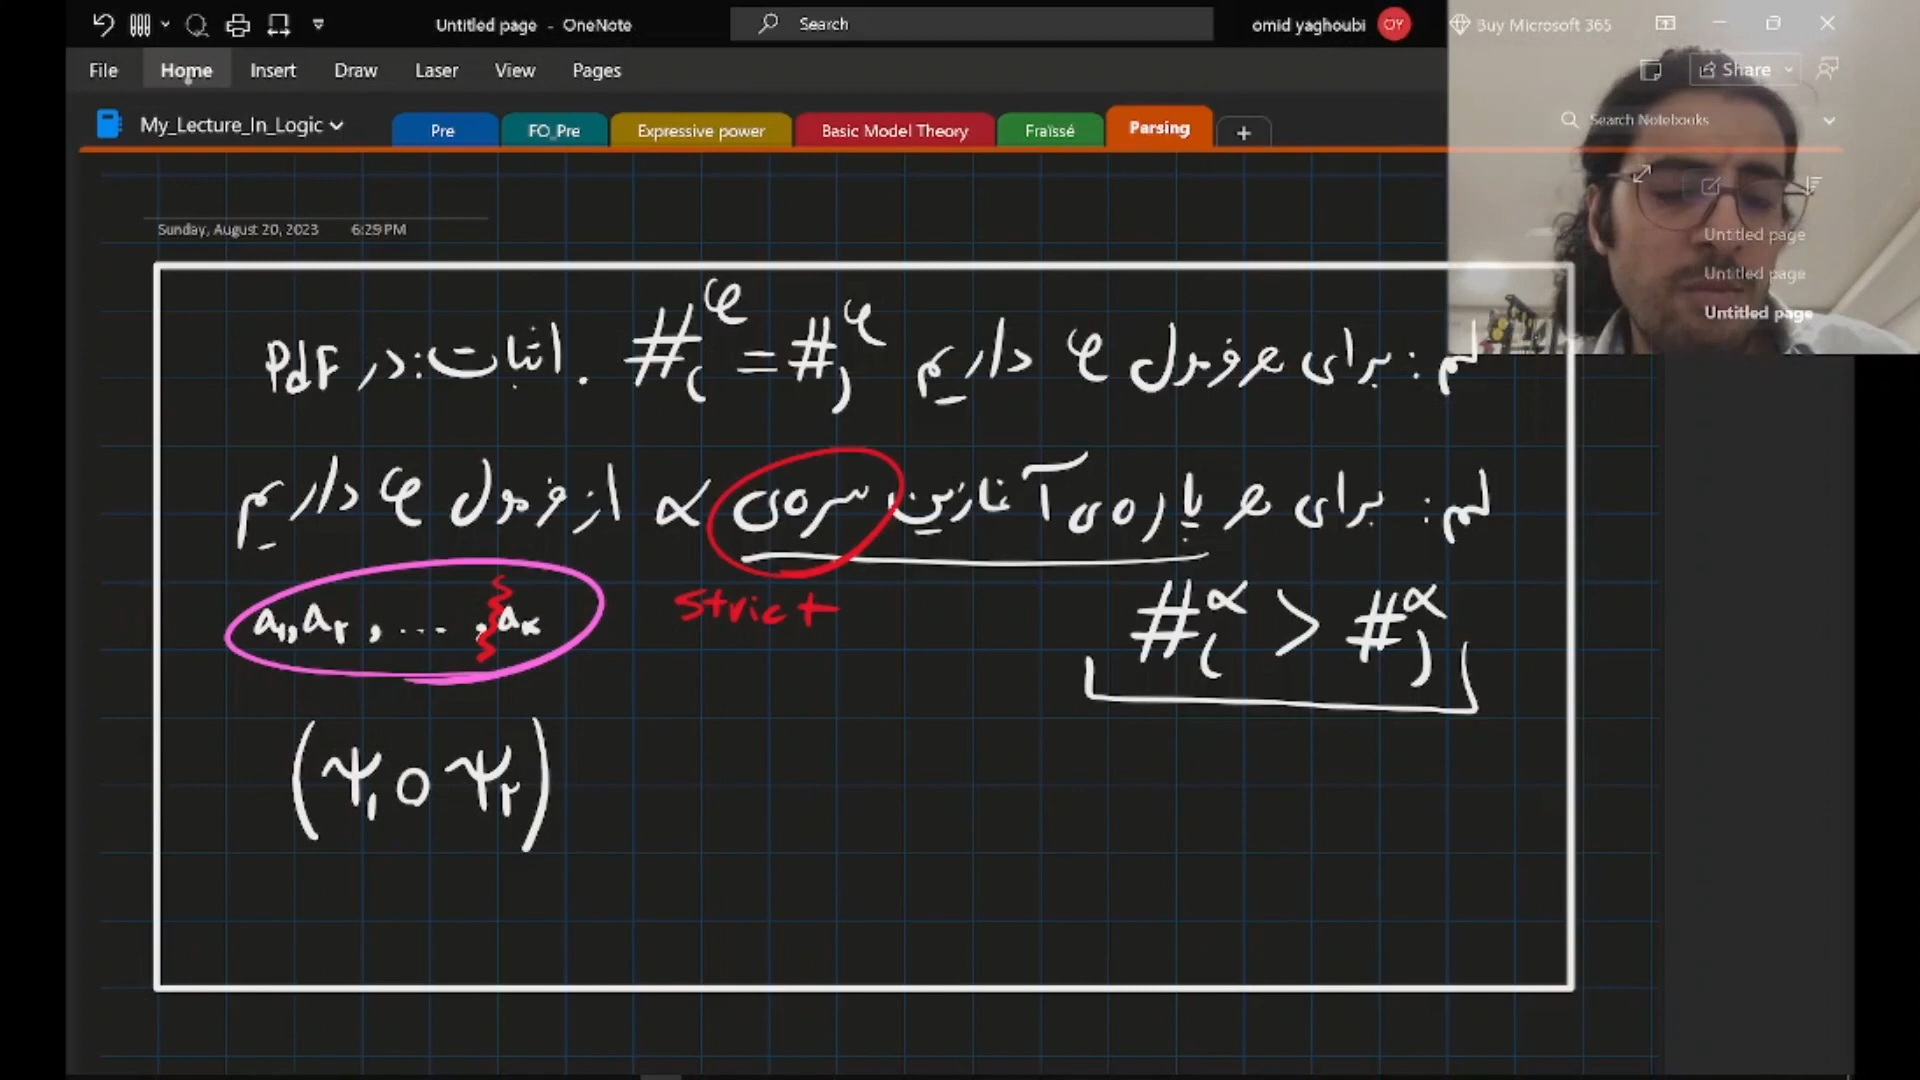 Untitled page - OneNote
Search
omid yaghoubi
OY
Buy Microsoft 365
File Home Insert Draw Laser View Pages
Share
My_Lecture_In_Logic
Pre FO_Pre Expressive power Basic Model Theory Fraïssé Parsing +
Search Notebooks
Untitled page
Untitled page
Untitled page
Sunday, August 20, 2023 6:29 PM
لم: برای هر فرمول φ داریم #₍^φ = #₎^φ . اثبات: در Pdf
لم: برای هر پاره‌ی آغازین سره‌ی α از فرمول φ داریم
strict
#₍^α > #₎^α
a₁, a₂, ... , aₖ
(ψ₁ o ψ₂)